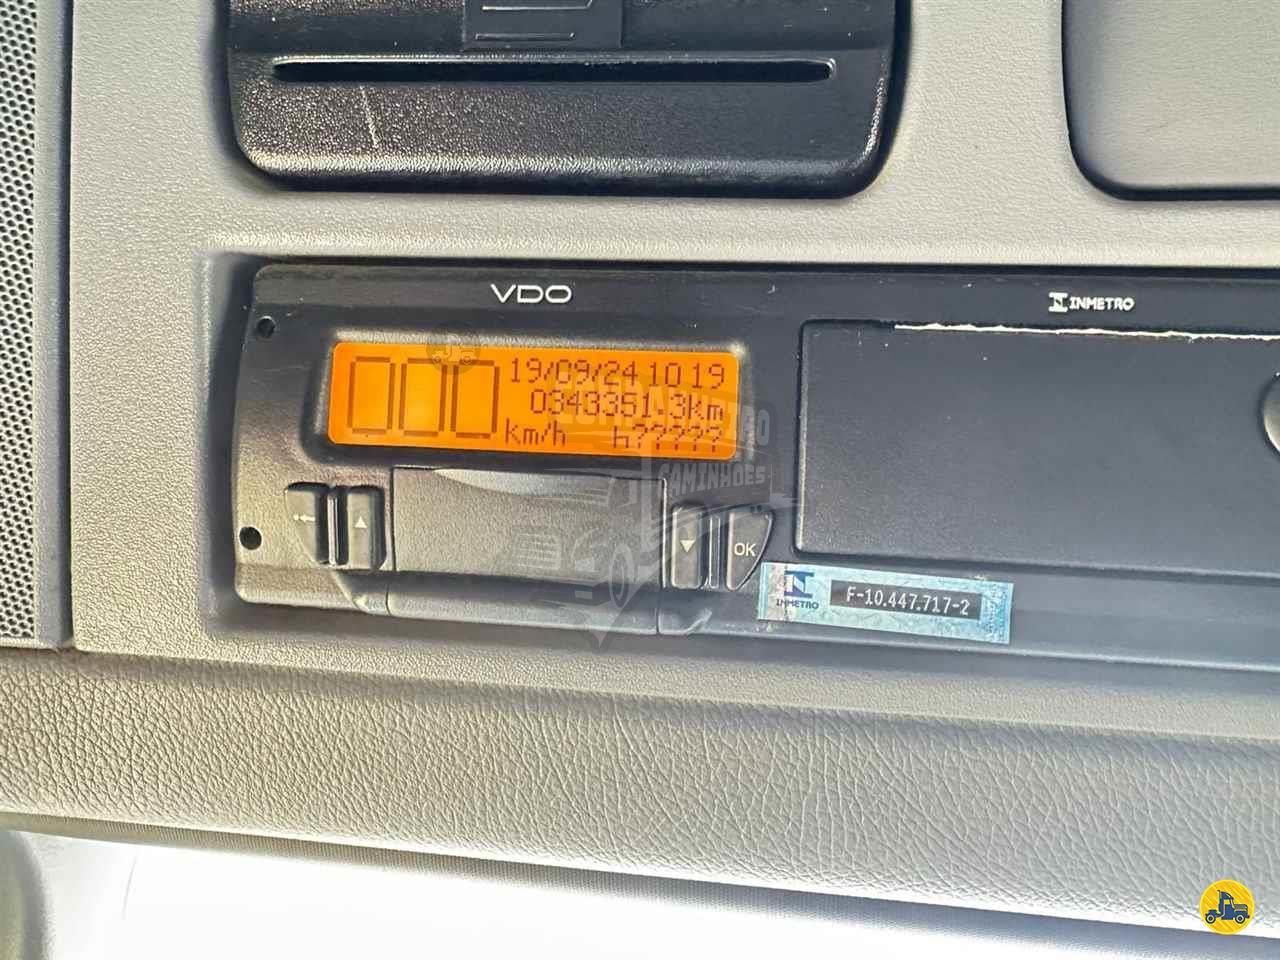 VDO
INMETRO
000
19/09/24 10 19
0343351.3km
km/h h?????
OK
INMETRO
F-10.447.717-2
CAMINHÕES